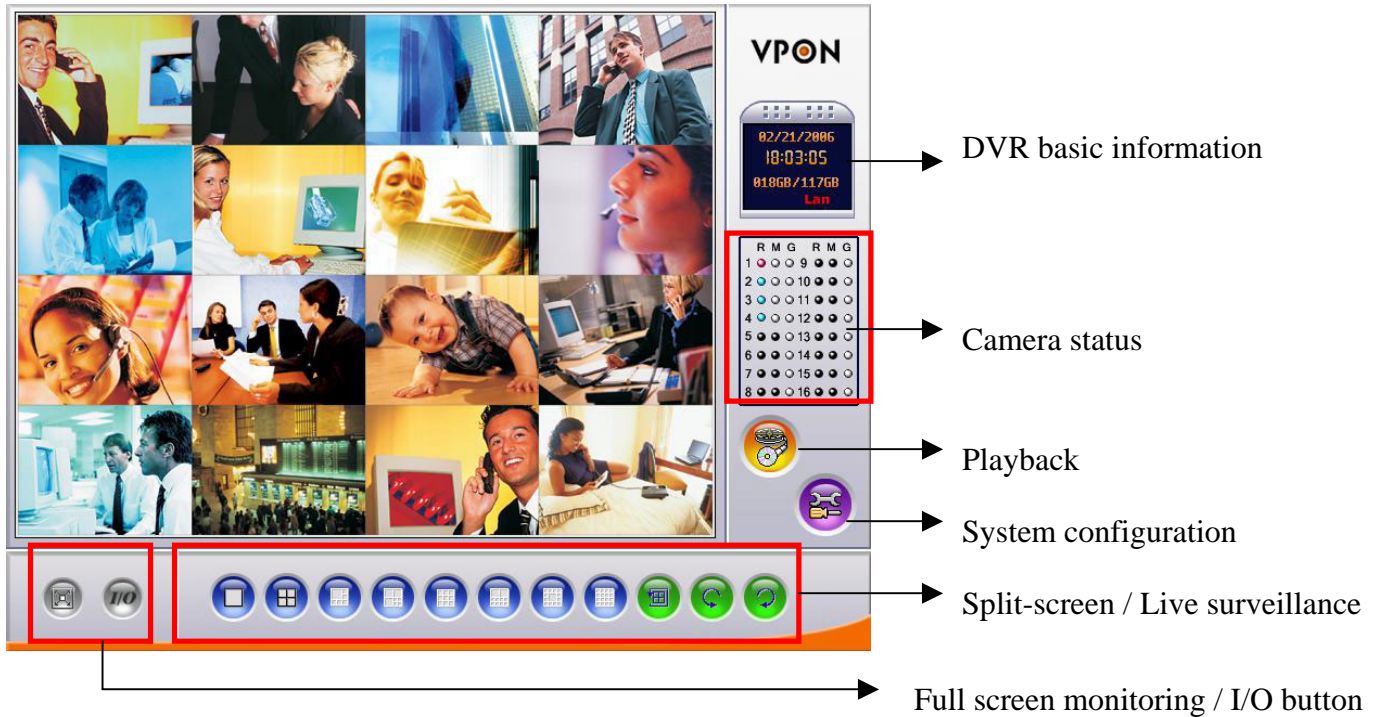 VPON
02/21/2006
18:03:05
018GB/117GB
Lan
DVR basic information
R M G R M G
1 9
2 10
3 11
4 12
5 13
6 14
7 15
8 16
Camera status
Playback
System configuration
I/O
Split-screen / Live surveillance
Full screen monitoring / I/O button